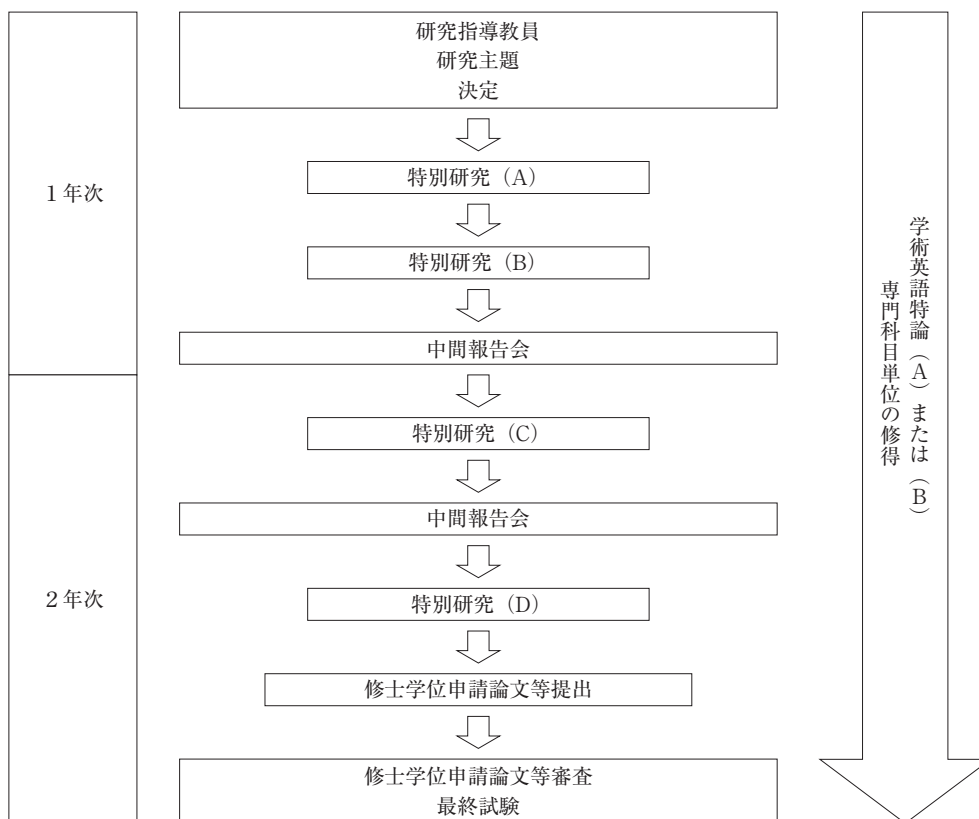 研究指導教員
研究主題
決定
特別研究（A）
1年次
特別研究（B）
中間報告会
特別研究（C）
中間報告会
2年次
特別研究（D）
修士学位申請論文等提出
修士学位申請論文等審査
最終試験
学術英語特論（A）または（B）
専門科目単位の修得